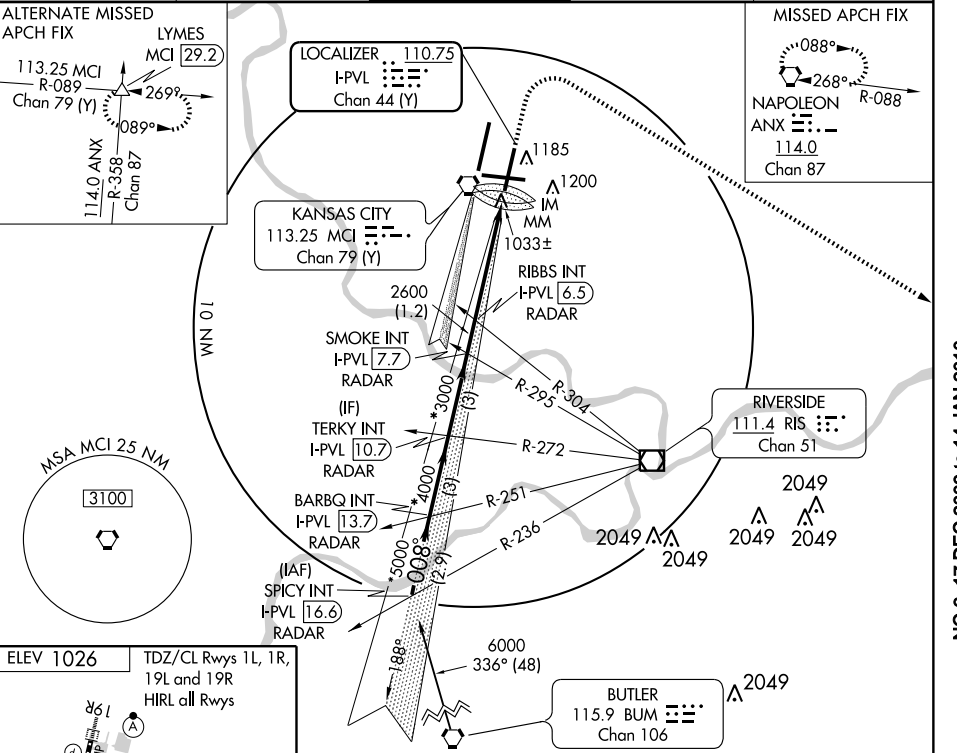 ALTERNATE MISSED
APCH FIX
LYMES
MCI 29.2
113.25 MCI
R-089
Chan 79 (Y)
269°
089°
114.0 ANX
R-358
Chan 87
LOCALIZER 110.75
I-PVL
Chan 44 (Y)
MISSED APCH FIX
088°
268°
R-088
NAPOLEON
ANX
114.0
Chan 87
1185
1200
IM
MM
1033±
KANSAS CITY
113.25 MCI
Chan 79 (Y)
RIBBS INT
I-PVL 6.5
RADAR
2600
(1.2)
10 NM
SMOKE INT
I-PVL 7.7
RADAR
*3000
(3)
R-304
R-295
(IF)
TERKY INT
I-PVL 10.7
RADAR
R-272
RIVERSIDE
111.4 RIS
Chan 51
MSA MCI 25 NM
3100
*4000
(3)
BARBQ INT
I-PVL 13.7
RADAR
R-251
R-236
2049
2049
2049
2049
2049
(IAF)
SPICY INT
I-PVL 16.6
RADAR
*5000
008°
(2.9)
188°
6000
336° (48)
BUTLER
115.9 BUM
Chan 106
2049
ELEV 1026
TDZ/CL Rwys 1L, 1R,
19L and 19R
HIRL all Rwys
19R
A